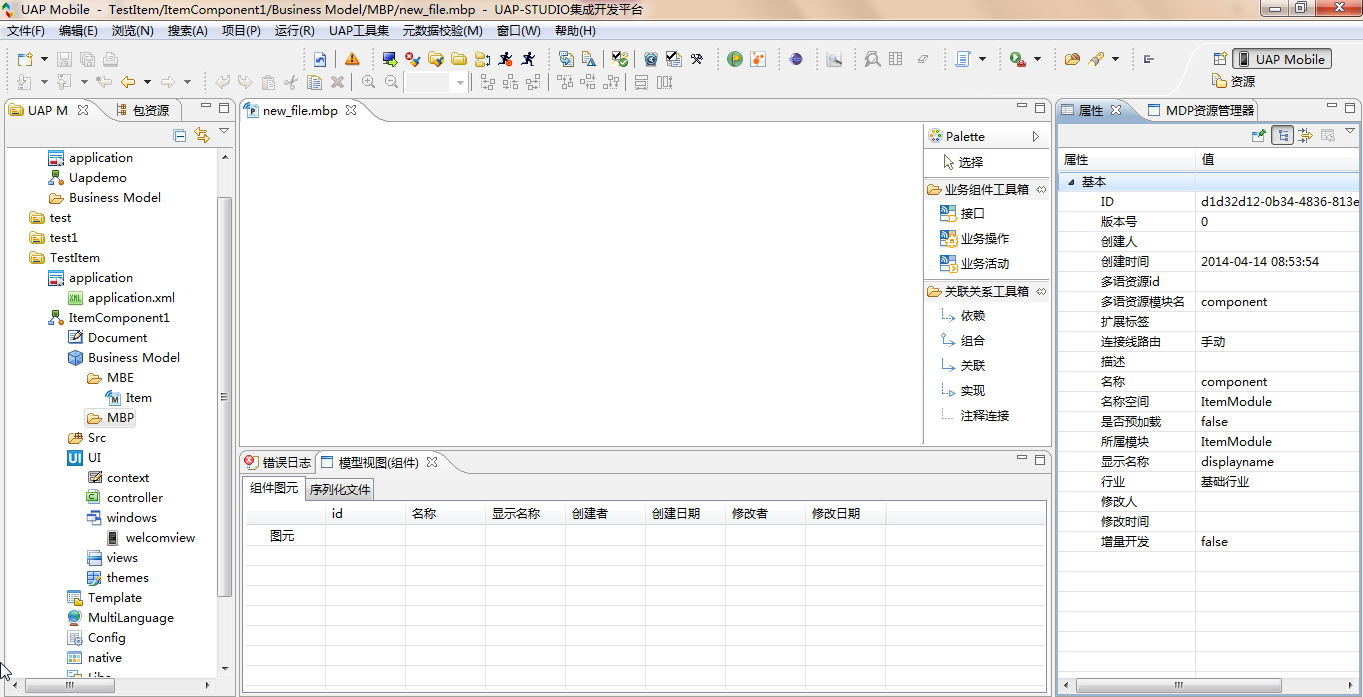 UAP Mobile - TestItem/ItemComponent1/Business Model/MBP/new_file.mbp - UAP-STUDIO集成开发平台
文件(F) 编辑(E) 浏览(N) 搜索(A) 项目(P) 运行(R) UAP工具集 元数据校验(M) 窗口(W) 帮助(H)
UAP Mobile
资源
UAP M
包资源
application
Uapdemo
Business Model
test
test1
TestItem
application
application.xml
ItemComponent1
Document
Business Model
MBE
Item
MBP
Src
UI
context
controller
windows
welcomview
views
themes
Template
MultiLanguage
Config
native
new_file.mbp
Palette
选择
业务组件工具箱
接口
业务操作
业务活动
关联关系工具箱
依赖
组合
关联
实现
注释连接
错误日志
模型视图(组件)
组件图元
序列化文件
id 名称 显示名称 创建者 创建日期 修改者 修改日期
图元
属性
MDP资源管理器
属性 值
基本
ID d1d32d12-0b34-4836-813e
版本号 0
创建人
创建时间 2014-04-14 08:53:54
多语资源id
多语资源模块名 component
扩展标签
连接线路由 手动
描述
名称 component
名称空间 ItemModule
是否预加载 false
所属模块 ItemModule
显示名称 displayname
行业 基础行业
修改人
修改时间
增量开发 false